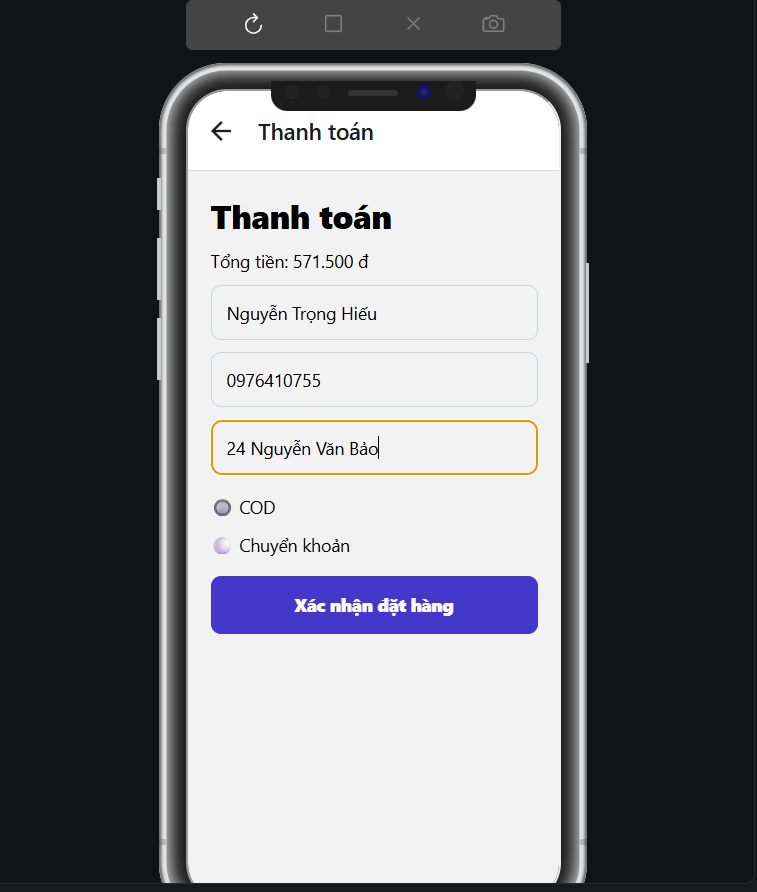 Thanh toán
Thanh toán
Tổng tiền: 571.500 đ
Nguyễn Trọng Hiếu
0976410755
24 Nguyễn Văn Bảo
COD
Chuyển khoản
Xác nhận đặt hàng